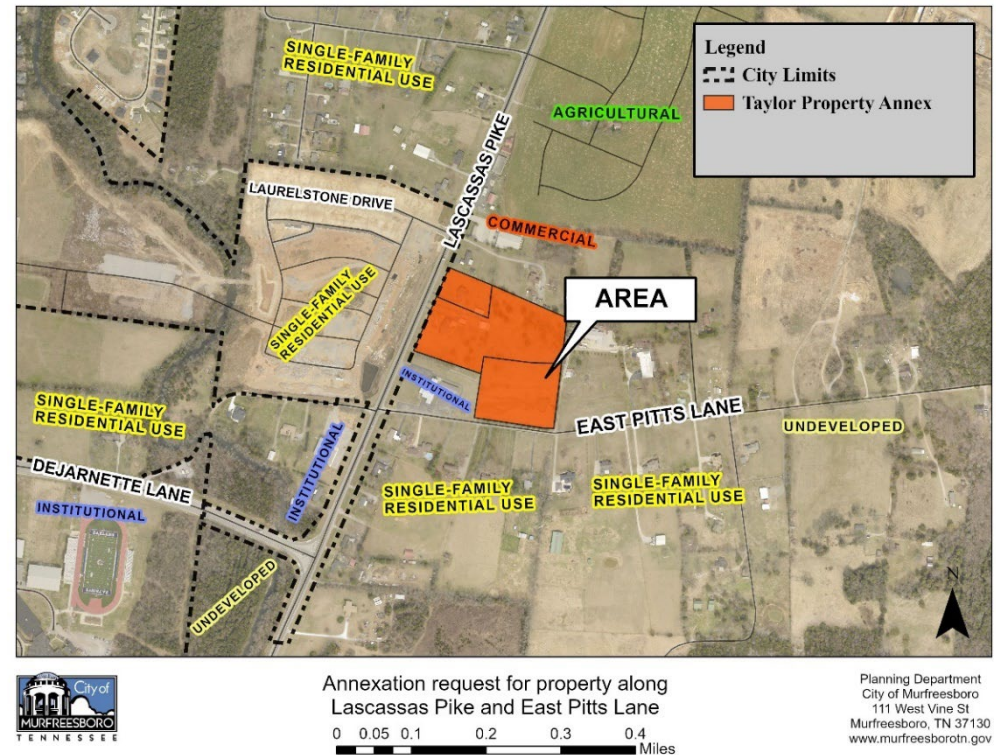 SINGLE-FAMILY
RESIDENTIAL USE
Legend
City Limits
Taylor Property Annex
AGRICULTURAL
LASCASSAS PIKE
LAURELSTONE DRIVE
COMMERCIAL
SINGLE-FAMILY
RESIDENTIAL USE
AREA
INSTITUTIONAL
SINGLE-FAMILY
RESIDENTIAL USE
EAST PITTS LANE
UNDEVELOPED
INSTITUTIONAL
DEJARNETTE LANE
SINGLE-FAMILY
RESIDENTIAL USE
SINGLE-FAMILY
RESIDENTIAL USE
INSTITUTIONAL
UNDEVELOPED
N
City of
MURFREESBORO
TENNESSEE
Annexation request for property along
Lascassas Pike and East Pitts Lane
0 0.05 0.1 0.2 0.3 0.4
Miles
Planning Department
City of Murfreesboro
111 West Vine St
Murfreesboro, TN 37130
www.murfreesborotn.gov